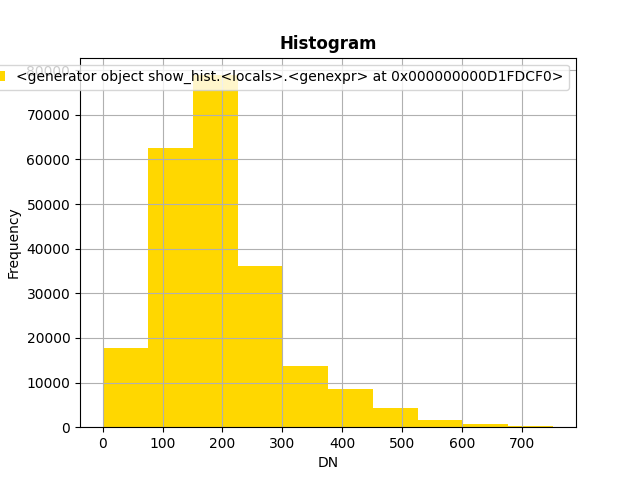 Histogram
<generator object show_hist.<locals>.<genexpr> at 0x000000000D1FDCF0>
80000
70000
60000
50000
40000
30000
20000
10000
0
Frequency
0 100 200 300 400 500 600 700
DN